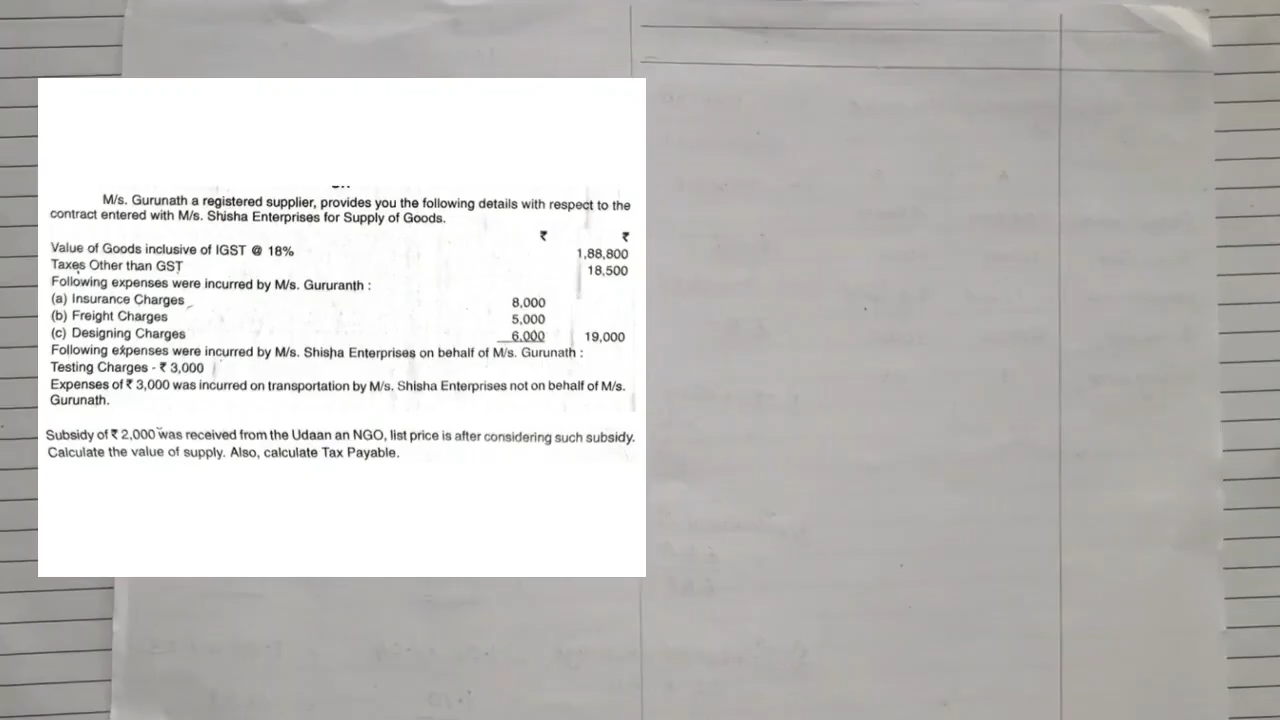 M/s. Gurunath a registered supplier, provides you the following details with respect to the
contract entered with M/s. Shisha Enterprises for Supply of Goods.
₹ ₹
Value of Goods inclusive of IGST @ 18% 1,88,800
Taxes Other than GST 18,500
Following expenses were incurred by M/s. Gururanth :
(a) Insurance Charges 8,000
(b) Freight Charges 5,000
(c) Designing Charges 6,000 19,000
Following expenses were incurred by M/s. Shisha Enterprises on behalf of M/s. Gurunath :
Testing Charges - ₹ 3,000
Expenses of ₹ 3,000 was incurred on transportation by M/s. Shisha Enterprises not on behalf of M/s.
Gurunath.
Subsidy of ₹ 2,000 was received from the Udaan an NGO, list price is after considering such subsidy.
Calculate the value of supply. Also, calculate Tax Payable.